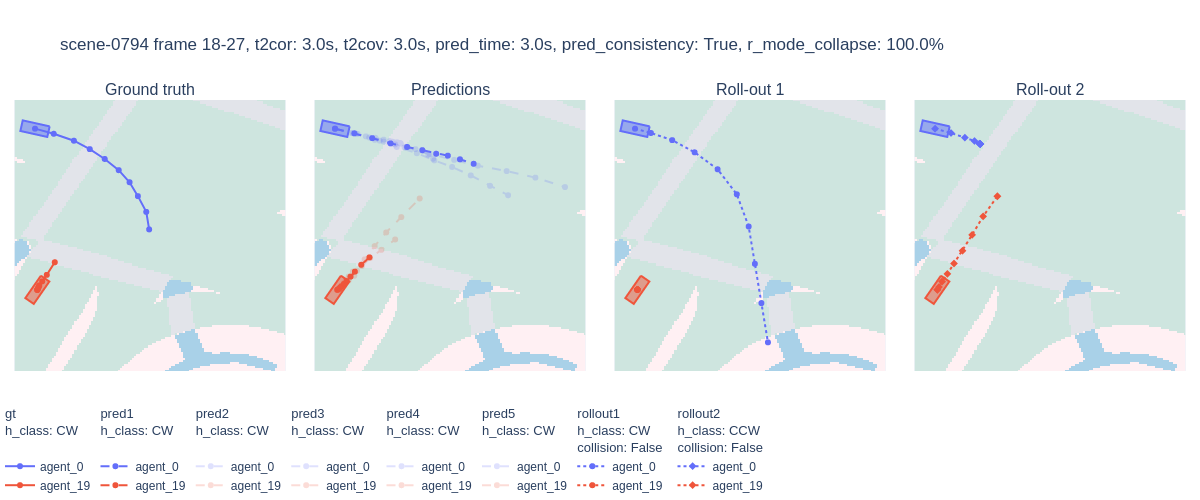 scene-0794 frame 18-27, t2cor: 3.0s, t2cov: 3.0s, pred_time: 3.0s, pred_consistency: True, r_mode_collapse: 100.0%
Ground truth Predictions Roll-out 1 Roll-out 2
gt pred1 pred2 pred3 pred4 pred5 rollout1 rollout2
h_class: CW h_class: CW h_class: CW h_class: CW h_class: CW h_class: CW h_class: CW h_class: CCW
collision: False collision: False
agent_0 agent_0 agent_0 agent_0 agent_0 agent_0 agent_0 agent_0
agent_19 agent_19 agent_19 agent_19 agent_19 agent_19 agent_19 agent_19